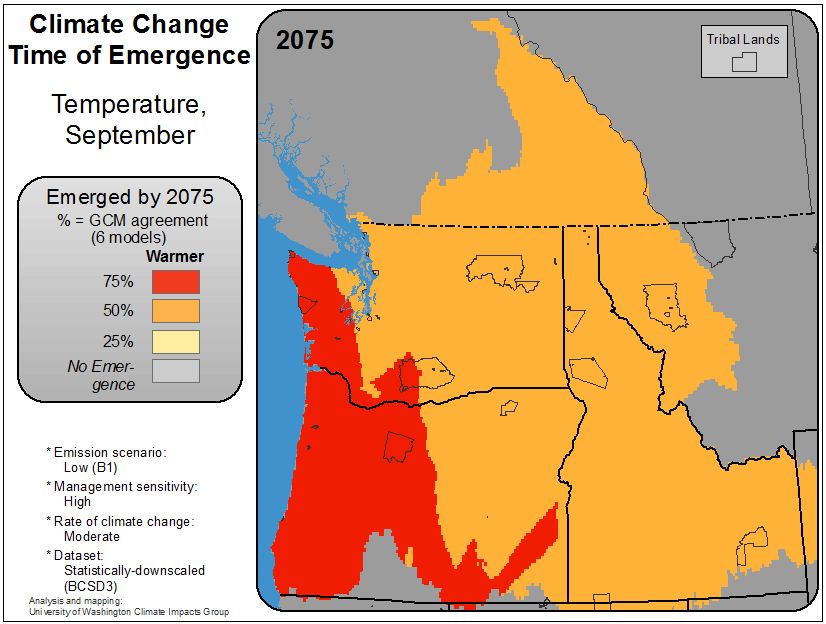 Climate Change
Time of Emergence
Temperature,
September
Emerged by 2075
% = GCM agreement
(6 models)
Warmer
75%
50%
25%
No Emer-
gence
* Emission scenario:
Low (B1)
* Management sensitivity:
High
* Rate of climate change:
Moderate
* Dataset:
Statistically-downscaled
(BCSD3)
Analysis and mapping:
University of Washington Climate Impacts Group
2075
Tribal Lands